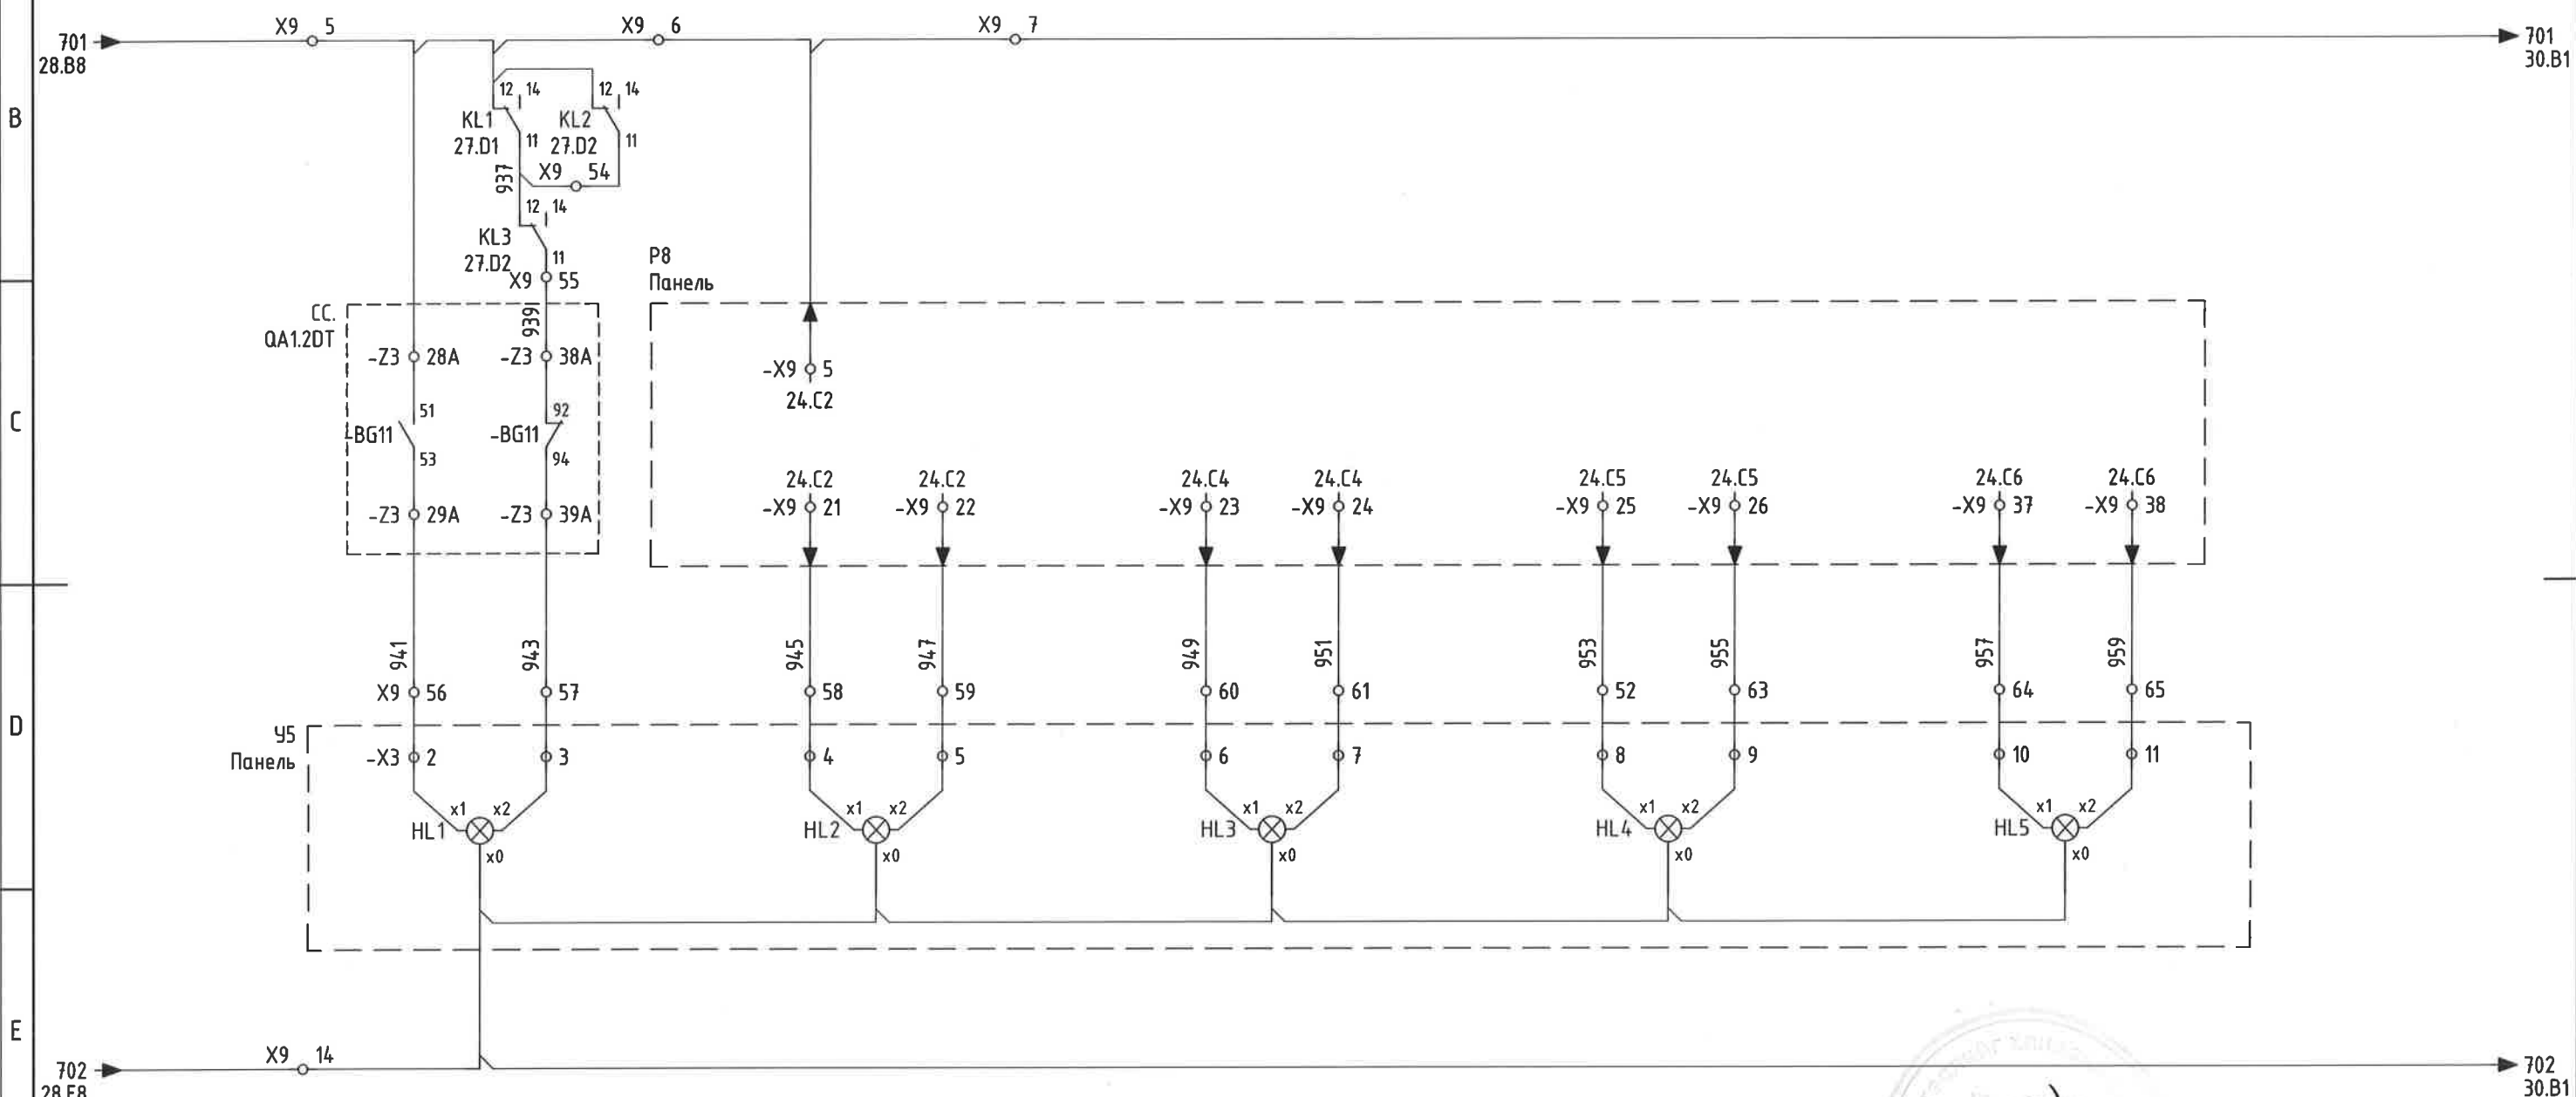 X9 5
X9 6
X9 7
701
28.B8
701
30.B1
B
12 14
12 14
KL1
27.D1
11
KL2
27.D2
11
937
X9 54
12 14
KL3
27.D2
11
X9 55
P8
Панель
CC.
QA1.2DT
939
-Z3 28A
-Z3 38A
-X9 5
24.C2
C
51
92
-BG11
-BG11
53
94
24.C2
24.C2
24.C4
24.C4
24.C5
24.C5
24.C6
24.C6
-X9 21
-X9 22
-X9 23
-X9 24
-X9 25
-X9 26
-X9 37
-X9 38
-Z3 29A
-Z3 39A
941
943
945
947
949
951
953
955
957
959
X9 56
57
58
59
60
61
52
63
64
65
D
У5
Панель
-X3 2
3
4
5
6
7
8
9
10
11
x1 x2
x1 x2
x1 x2
x1 x2
x1 x2
HL1
HL2
HL3
HL4
HL5
x0
x0
x0
x0
x0
E
X9 14
702
28.E8
702
30.B1